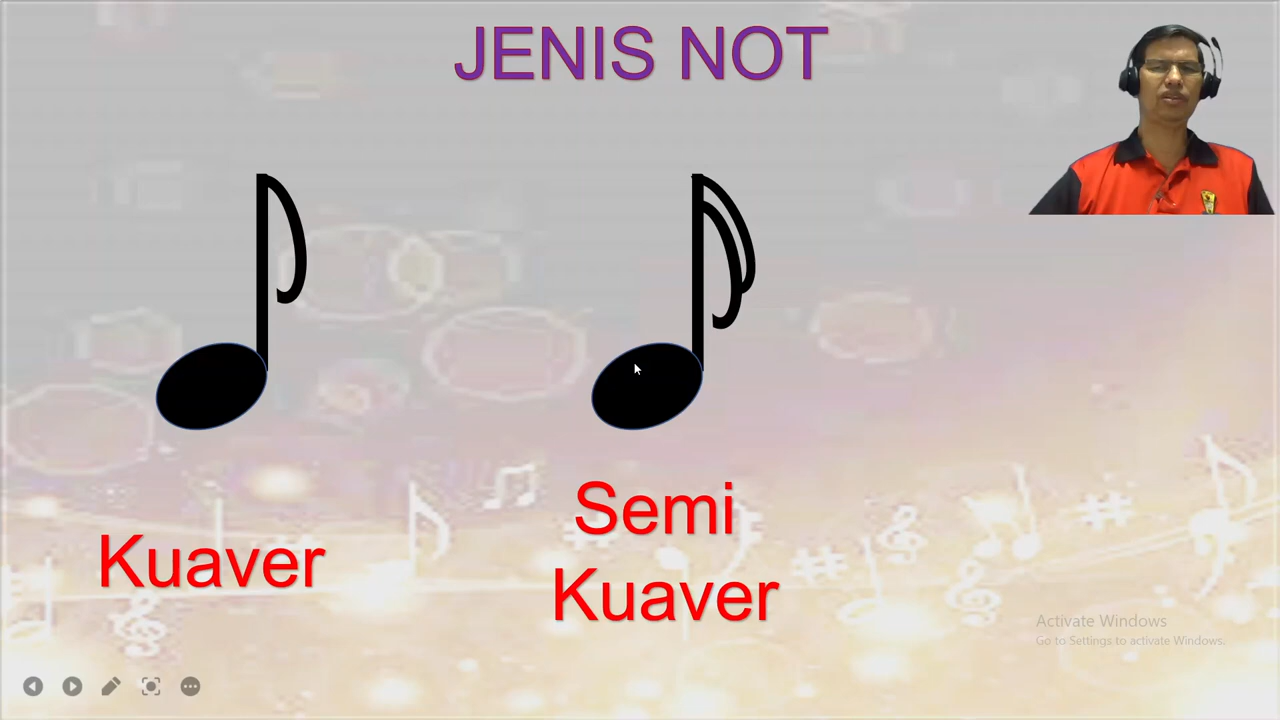 JENIS NOT
Kuaver
Semi
Kuaver
Activate Windows
Go to Settings to activate Windows.